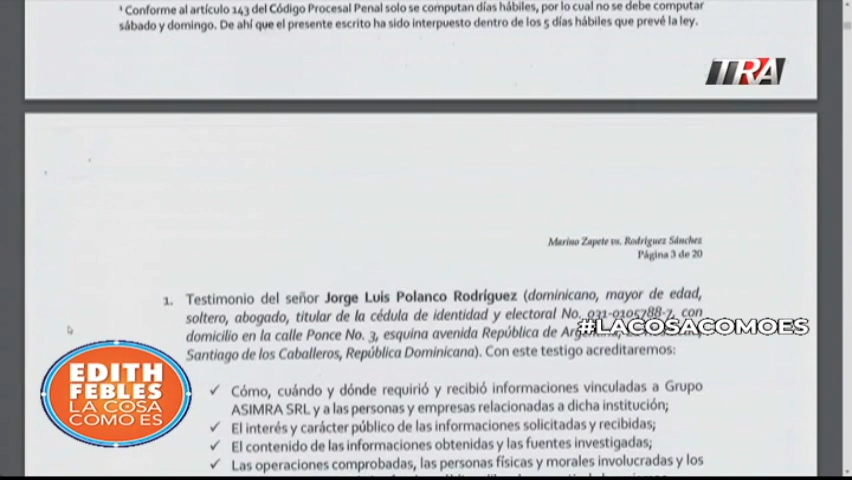 ¹ Conforme al artículo 143 del Código Procesal Penal solo se computan días hábiles, por lo cual no se debe computar
sábado y domingo. De ahí que el presente escrito ha sido interpuesto dentro de los 5 días hábiles que prevé la ley.
TRA
Marino Zapete vs. Rodríguez Sánchez
Página 3 de 20
1. Testimonio del señor Jorge Luis Polanco Rodríguez (dominicano, mayor de edad,
soltero, abogado, titular de la cédula de identidad y electoral No. 031-0105788-7, con
domicilio en la calle Ponce No. 3, esquina avenida República de
#LACOSACOMOES
Santiago de los Caballeros, República Dominicana). Con este testigo acreditaremos:
EDITH
FEBLES
LA COSA
COMO ES
✓ Cómo, cuándo y dónde requirió y recibió informaciones vinculadas a Grupo
ASIMRA SRL y a las personas y empresas relacionadas a dicha institución;
✓ El interés y carácter público de las informaciones solicitadas y recibidas;
✓ El contenido de las informaciones obtenidas y las fuentes investigadas;
✓ Las operaciones comprobadas, las personas físicas y morales involucradas y los